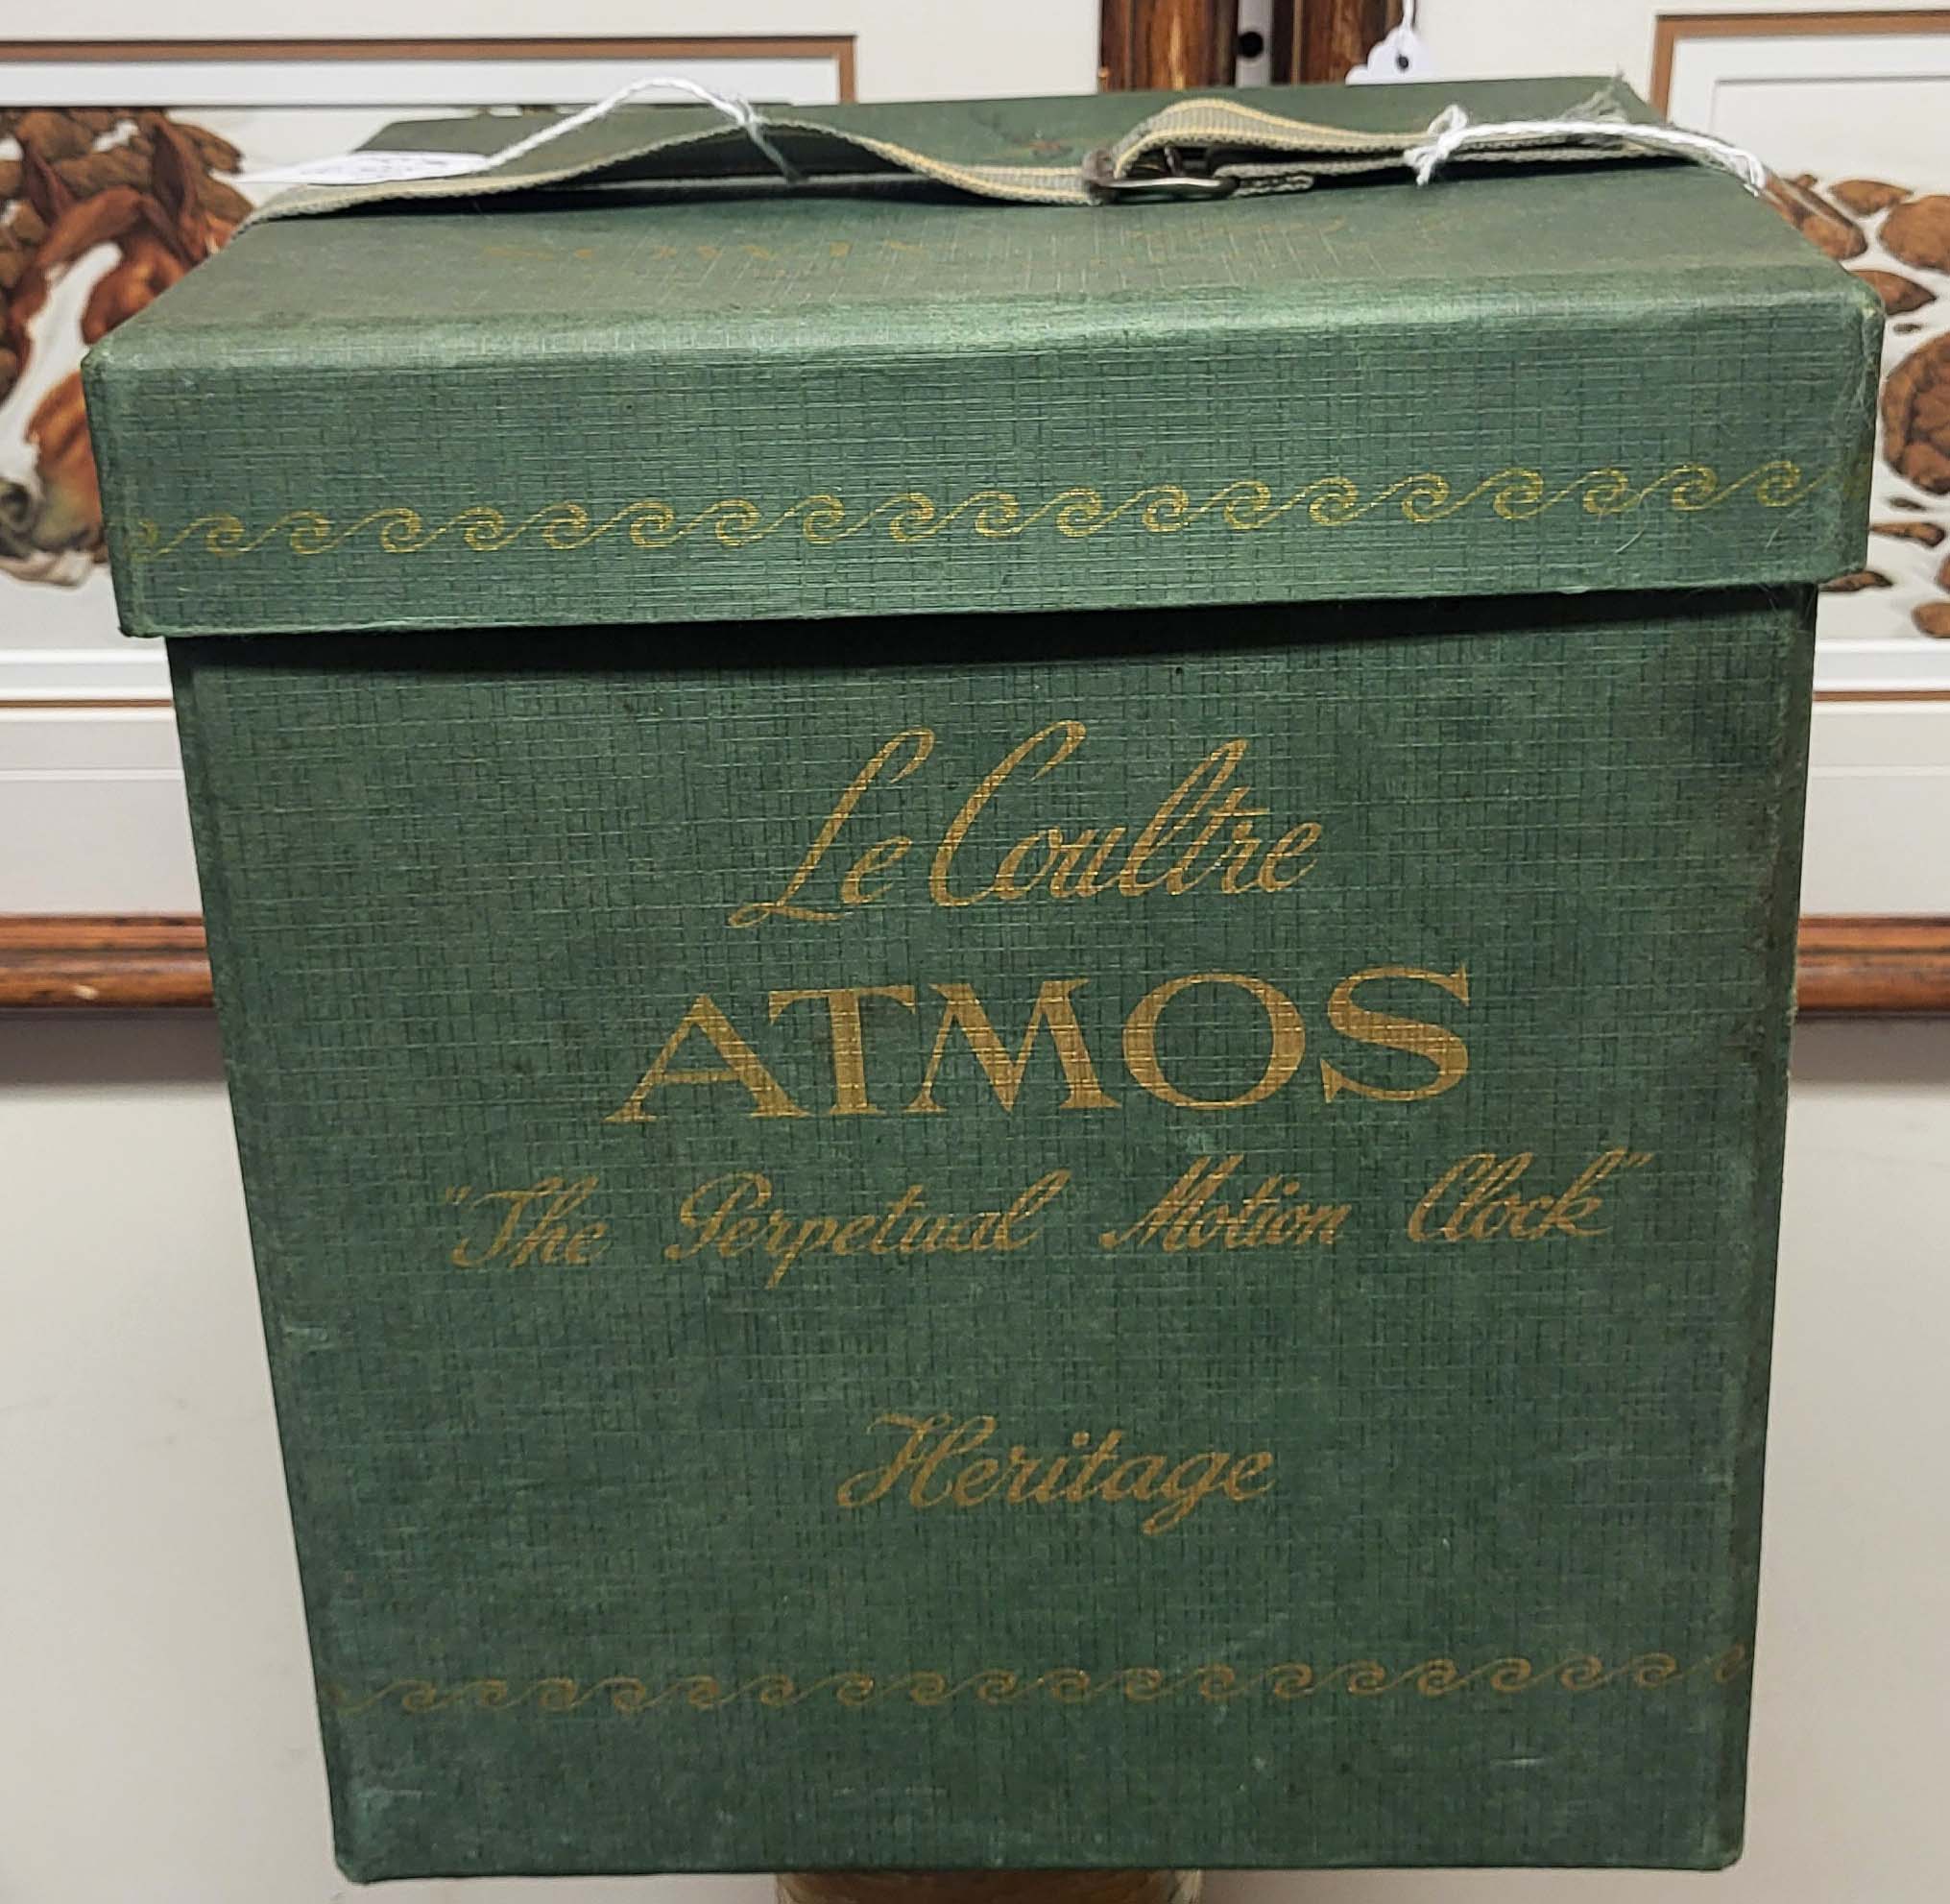 LeCoultre
ATMOS
"The Perpetual Motion Clock"
Heritage